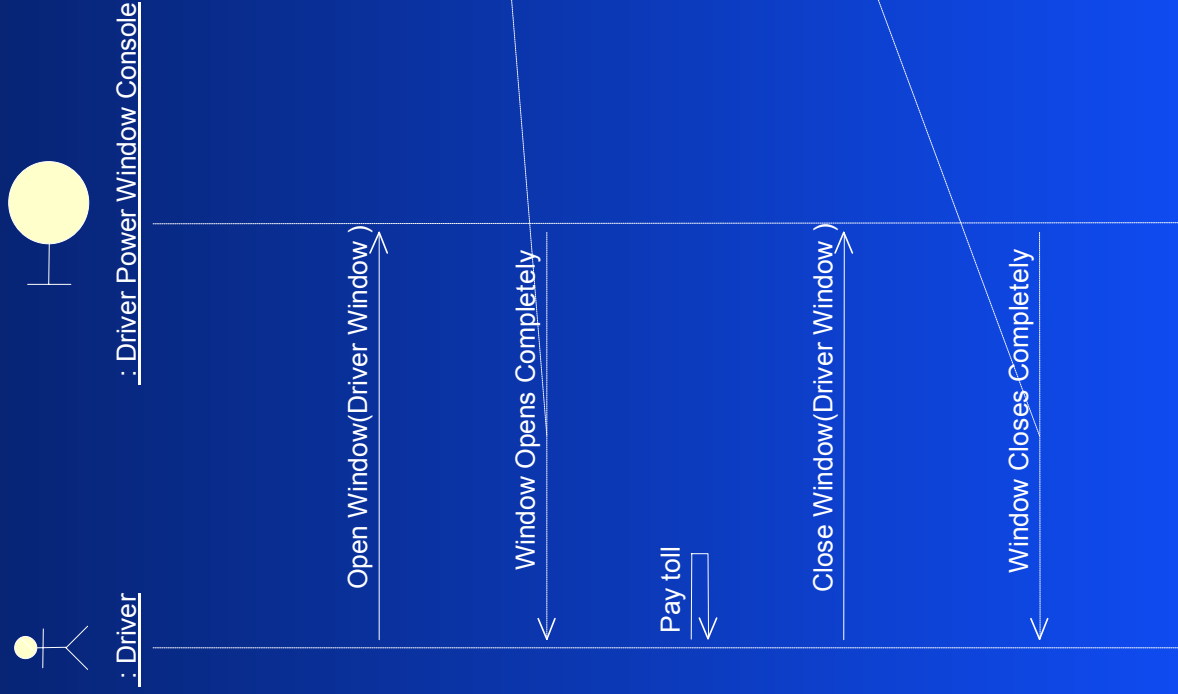 : Driver
: Driver Power Window Console
Open Window(Driver Window )
Window Opens Completely
Pay toll
Close Window(Driver Window )
Window Closes Completely